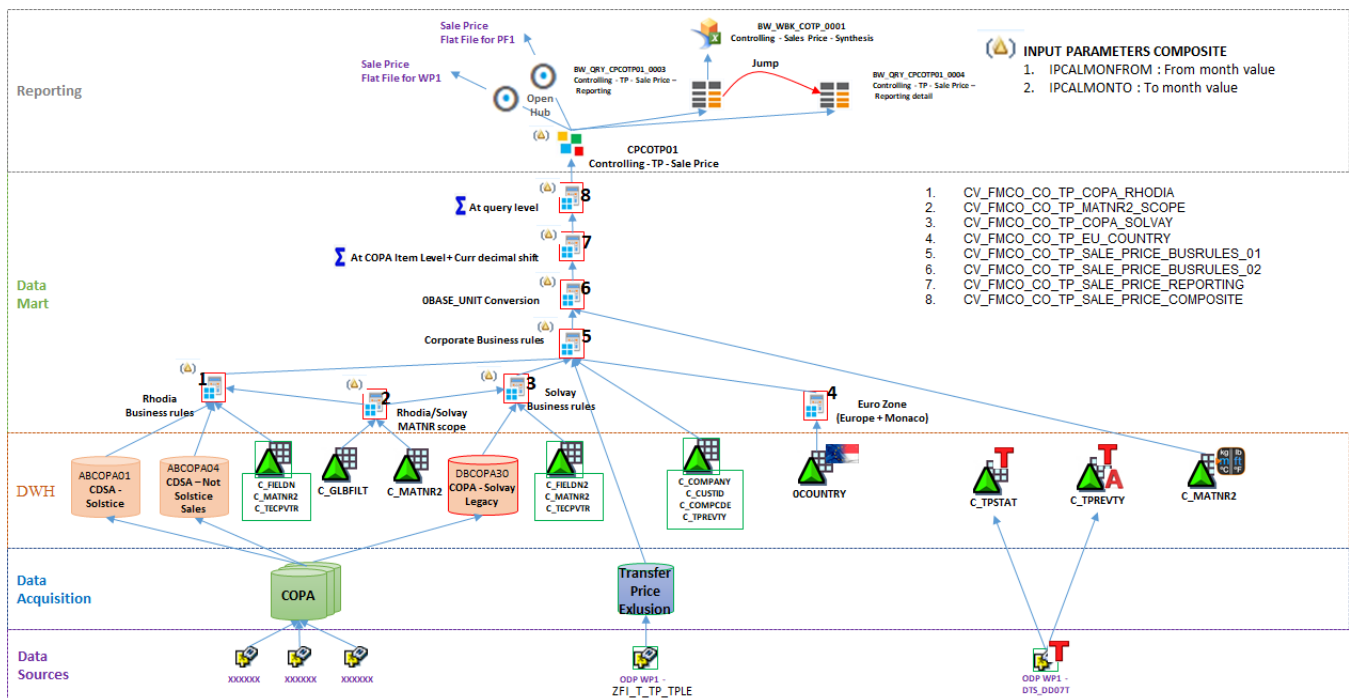 Reporting
Sale Price
Flat File for PF1
Sale Price
Flat File for WP1
Open
Hub
BW_QRY_CPCOTP01_0003
Controlling - TP - Sale Price –
Reporting
BW_WBK_COTP_0001
Controlling - Sales Price - Synthesis
Jump
BW_QRY_CPCOTP01_0004
Controlling - TP - Sale Price –
Reporting detail
INPUT PARAMETERS COMPOSITE
1. IPCALMONFROM : From month value
2. IPCALMONTO : To month value
CPCOTP01
Controlling - TP - Sale Price
Data
Mart
8
Σ At query level
7
Σ At COPA Item Level + Curr decimal shift
6
0BASE_UNIT Conversion
5
Corporate Business rules
1. CV_FMCO_CO_TP_COPA_RHODIA
2. CV_FMCO_CO_TP_MATNR2_SCOPE
3. CV_FMCO_CO_TP_COPA_SOLVAY
4. CV_FMCO_CO_TP_EU_COUNTRY
5. CV_FMCO_CO_TP_SALE_PRICE_BUSRULES_01
6. CV_FMCO_CO_TP_SALE_PRICE_BUSRULES_02
7. CV_FMCO_CO_TP_SALE_PRICE_REPORTING
8. CV_FMCO_CO_TP_SALE_PRICE_COMPOSITE
1
Rhodia
Business rules
2
Rhodia/Solvay
MATNR scope
3
Solvay
Business rules
4
Euro Zone
(Europe + Monaco)
DWH
ABCOPA01
CDSA -
Solstice
ABCOPA04
CDSA – Not
Solstice
Sales
C_FIELDN
C_MATNR2
C_TECPVTR
C_GLBFILT
C_MATNR2
DBCOPA30
COPA - Solvay
Legacy
C_FIELDN2
C_MATNR2
C_TECPVTR
C_COMPANY
C_CUSTID
C_COMPCDE
C_TPREVTY
0COUNTRY
T
C_TPSTAT
T
A
C_TPREVTY
kg lb
m ft
°C °F
C_MATNR2
Data
Acquisition
COPA
Transfer
Price
Exlusion
Data
Sources
xxxxxx
xxxxxx
xxxxxx
ODP WP1 -
ZFI_T_TP_TPLE
T
ODP WP1 -
DTS_DD07T